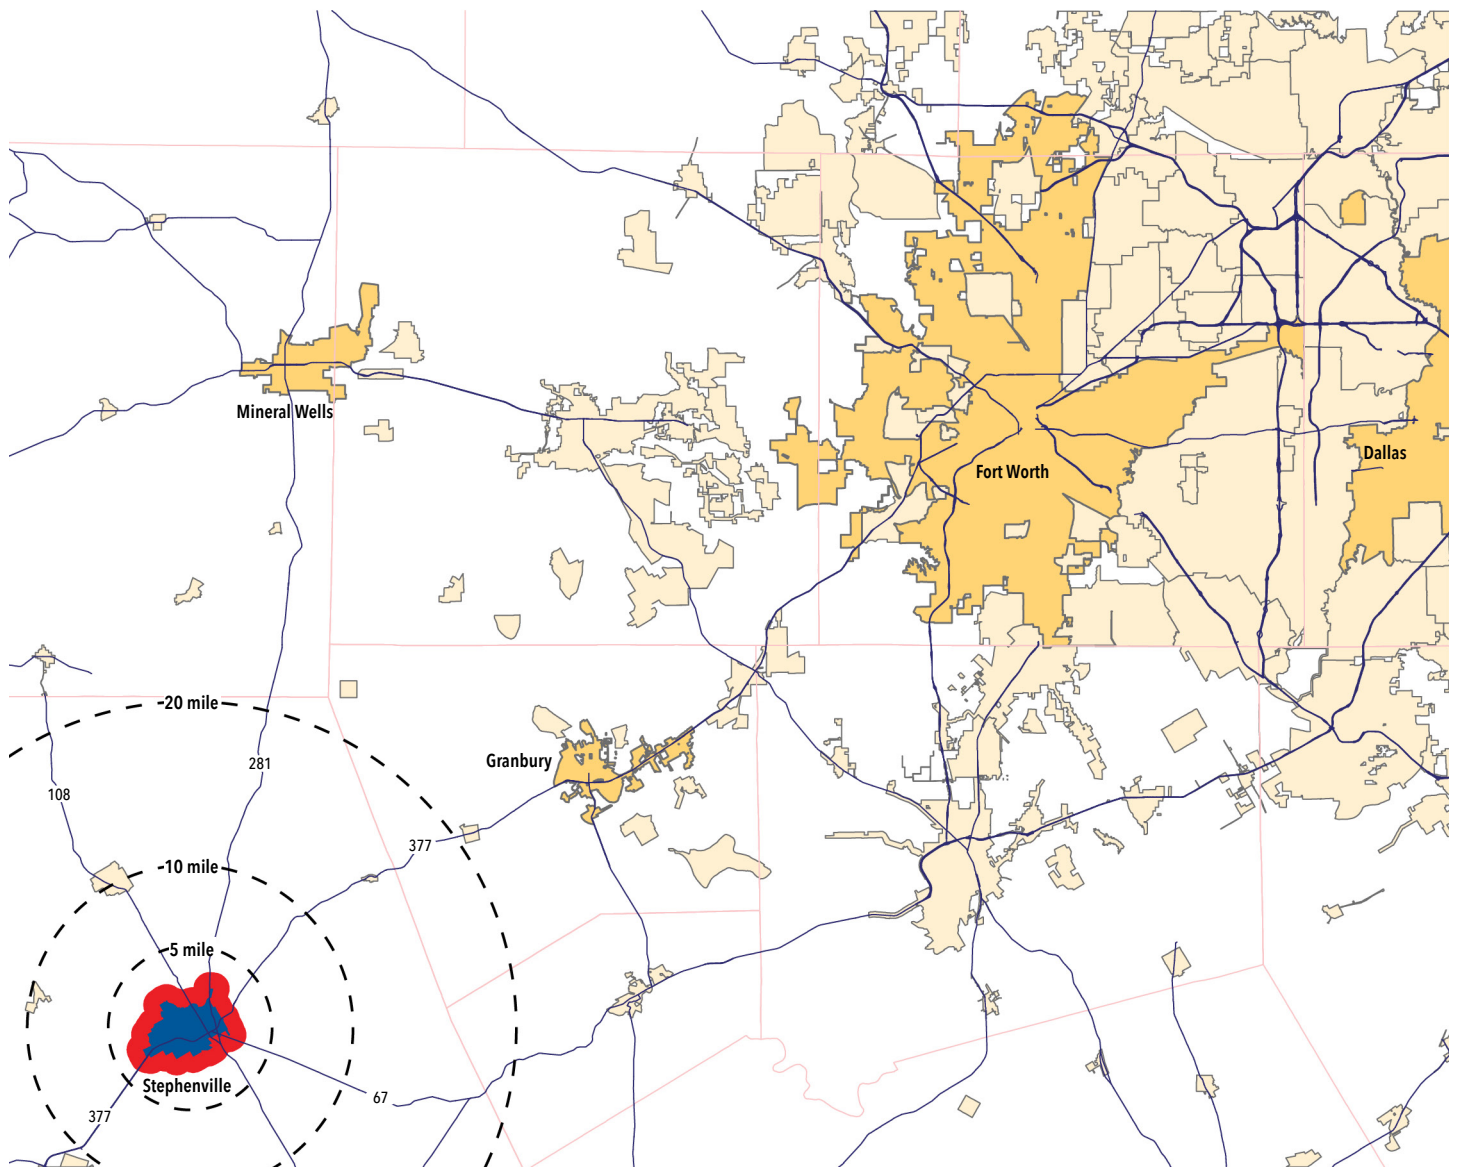 Mineral Wells
Dallas
Fort Worth
20 mile
Granbury
281
108
377
10 mile
5 mile
Stephenville
67
377